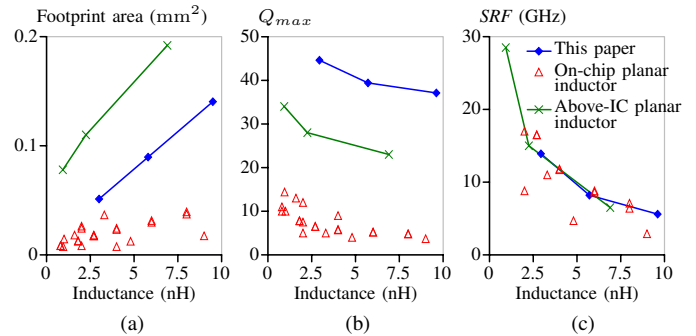 Footprint area (mm²)
0.2
0.1
0
0
2.5
5
7.5
10
Inductance (nH)
(a)
Q_max
50
40
30
20
10
0
0
2.5
5
7.5
10
Inductance (nH)
(b)
SRF (GHz)
30
20
10
0
0
2.5
5
7.5
10
Inductance (nH)
(c)
This paper
On-chip planar
inductor
Above-IC planar
inductor